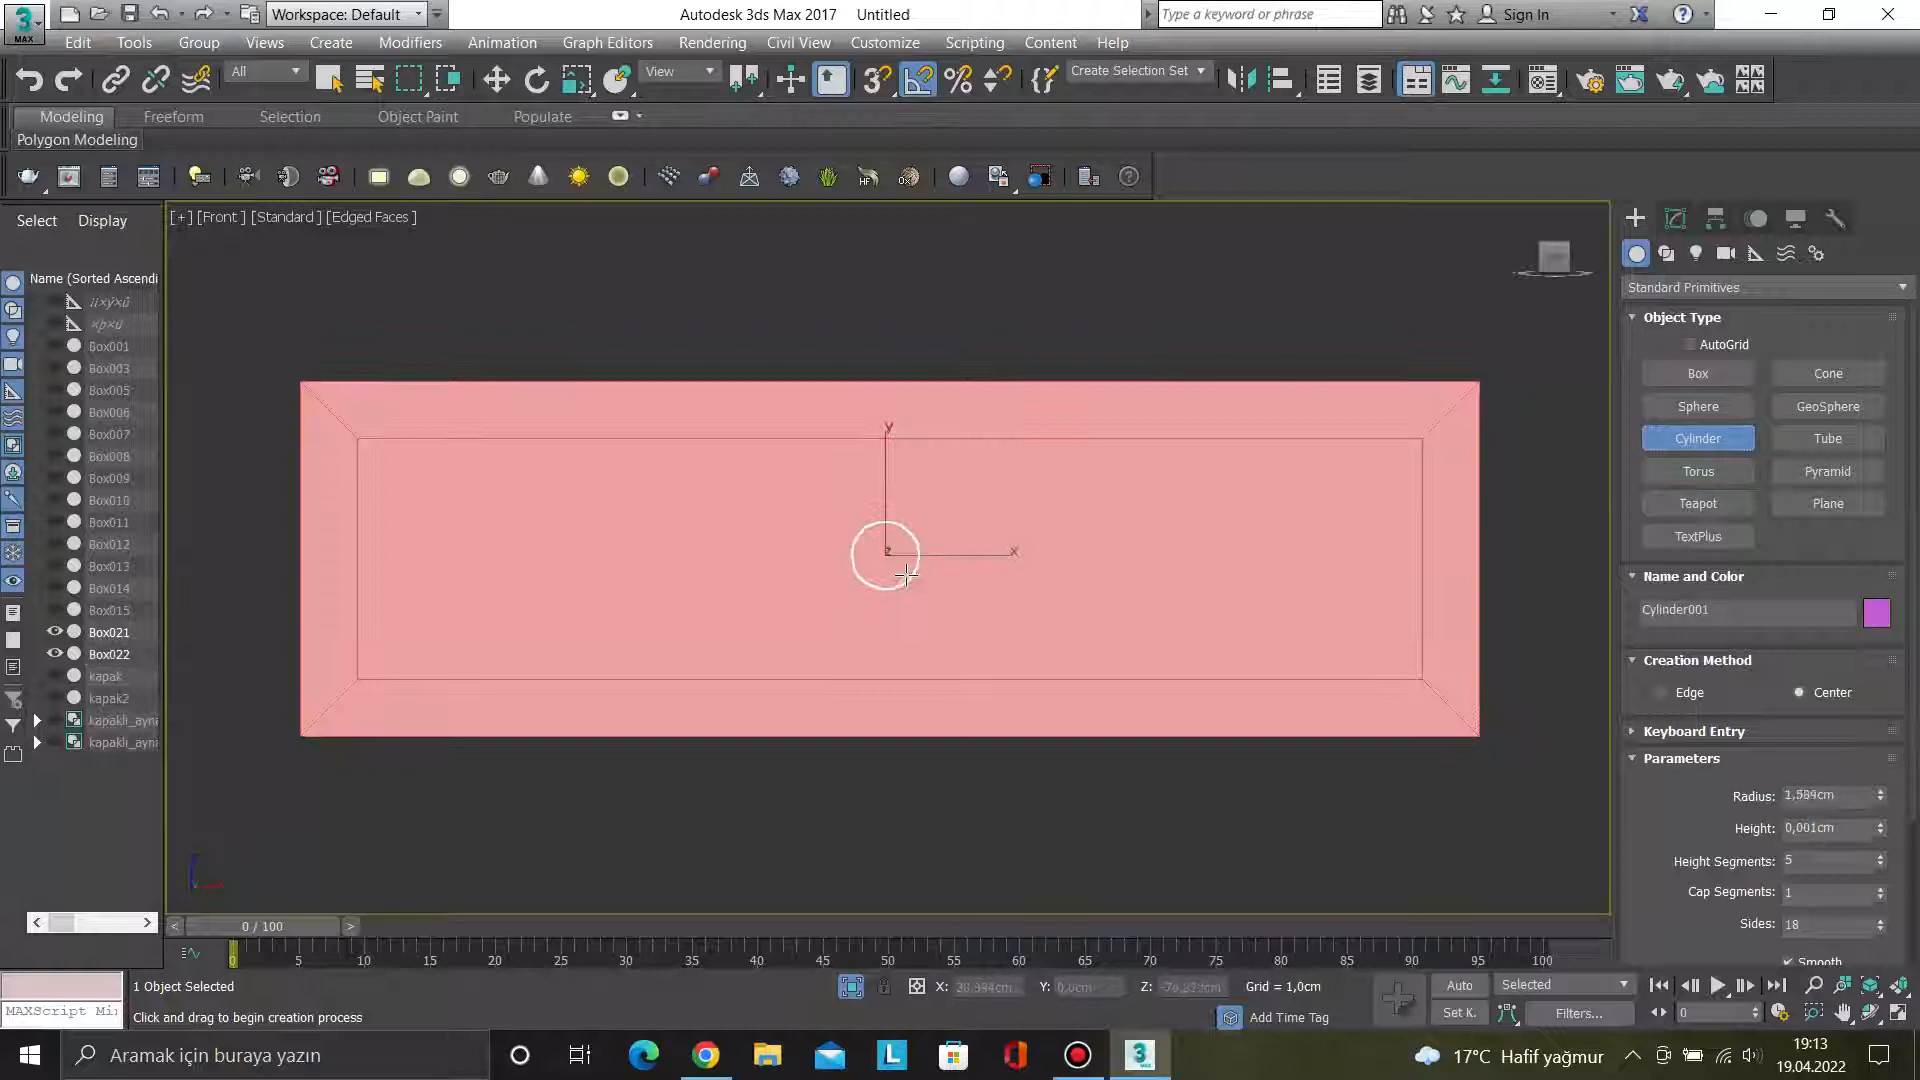 Workspace: Default
Autodesk 3ds Max 2017 Untitled
Type a keyword or phrase
Sign In
MAX
Edit Tools Group Views Create Modifiers Animation Graph Editors Rendering Civil View Customize Scripting Content Help
All
View
Create Selection Set
Modeling Freeform Selection Object Paint Populate
Polygon Modeling
Select Display
[+] [Front ] [Standard ] [Edged Faces ]
Name (Sorted Ascendi
Box001
Box003
Box005
Box006
Box007
Box008
Box009
Box010
Box011
Box012
Box013
Box014
Box015
Box021
Box022
kapak
kapak2
kapaklı_ayn
kapaklı_ayn
y
x
z
Standard Primitives
Object Type
AutoGrid
Box Cone
Sphere GeoSphere
Cylinder Tube
Torus Pyramid
Teapot Plane
TextPlus
Name and Color
Cylinder001
Creation Method
Edge Center
Keyboard Entry
Parameters
Radius:
Height: 0,001cm
Height Segments: 5
Cap Segments: 1
Sides: 18
Smooth
< 0 / 100 >
0 5 10 15 20 25 30 35 40 45 50 55 60 65 70 75 80 85 90 95 100
1 Object Selected
X: Y: 0,0cm Z: Grid = 1,0cm
Auto Selected
MAXScript Mi
Click and drag to begin creation process
Add Time Tag
Set K. Filters...
0
Aramak için buraya yazın
17°C Hafif yağmur
19:13
19.04.2022